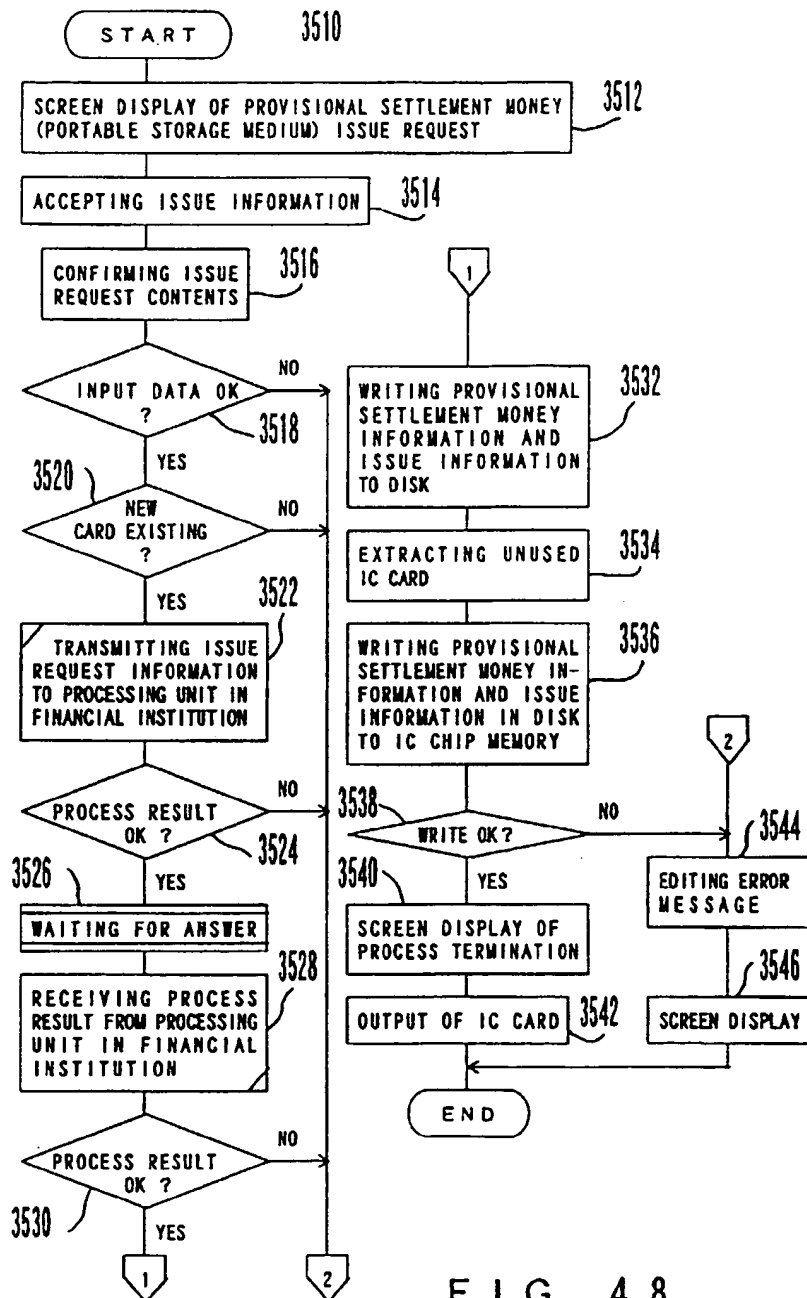 START
3510
SCREEN DISPLAY OF PROVISIONAL SETTLEMENT MONEY
(PORTABLE STORAGE MEDIUM) ISSUE REQUEST
3512
ACCEPTING ISSUE INFORMATION
3514
CONFIRMING ISSUE
REQUEST CONTENTS
3516
INPUT DATA OK
?
NO
3518
YES
3520
NEW
CARD EXISTING
?
NO
YES
3522
TRANSMITTING ISSUE
REQUEST INFORMATION
TO PROCESSING UNIT IN
FINANCIAL INSTITUTION
PROCESS RESULT
OK ?
NO
3524
YES
3526
WAITING FOR ANSWER
3528
RECEIVING PROCESS
RESULT FROM PROCESSING
UNIT IN FINANCIAL
INSTITUTION
PROCESS RESULT
OK ?
NO
3530
YES
1
2
1
WRITING PROVISIONAL
SETTLEMENT MONEY
INFORMATION AND
ISSUE INFORMATION
TO DISK
3532
EXTRACTING UNUSED
IC CARD
3534
WRITING PROVISIONAL
SETTLEMENT MONEY IN-
FORMATION AND ISSUE
INFORMATION IN DISK
TO IC CHIP MEMORY
3536
3538
WRITE OK?
NO
YES
3540
SCREEN DISPLAY OF
PROCESS TERMINATION
OUTPUT OF IC CARD
3542
END
2
3544
EDITING ERROR
MESSAGE
3546
SCREEN DISPLAY
FIG. 48